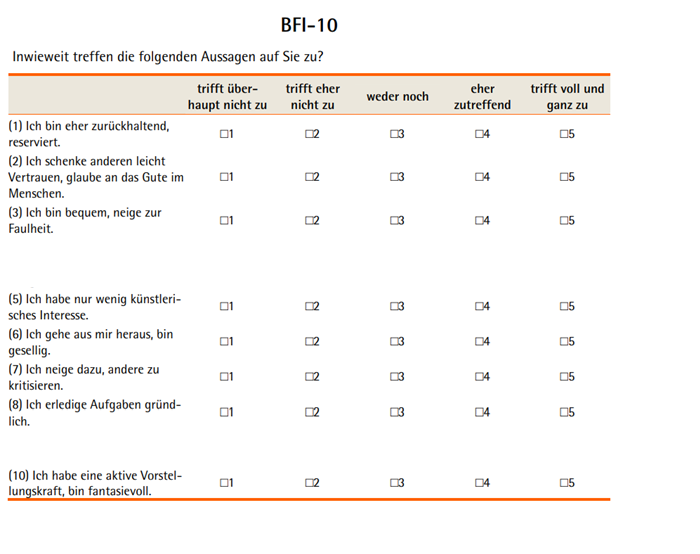 BFI-10
Inwieweit treffen die folgenden Aussagen auf Sie zu?
trifft über- trifft eher weder noch eher trifft voll und
haupt nicht zu nicht zu zutreffend ganz zu
(1) Ich bin eher zurückhaltend,
reserviert.
□1 □2 □3 □4 □5
(2) Ich schenke anderen leicht
Vertrauen, glaube an das Gute im
Menschen.
□1 □2 □3 □4 □5
(3) Ich bin bequem, neige zur
Faulheit.
□1 □2 □3 □4 □5
(5) Ich habe nur wenig künstleri-
sches Interesse.
□1 □2 □3 □4 □5
(6) Ich gehe aus mir heraus, bin
gesellig.
□1 □2 □3 □4 □5
(7) Ich neige dazu, andere zu
kritisieren.
□1 □2 □3 □4 □5
(8) Ich erledige Aufgaben gründ-
lich.
□1 □2 □3 □4 □5
(10) Ich habe eine aktive Vorstel-
lungskraft, bin fantasievoll.
□1 □2 □3 □4 □5